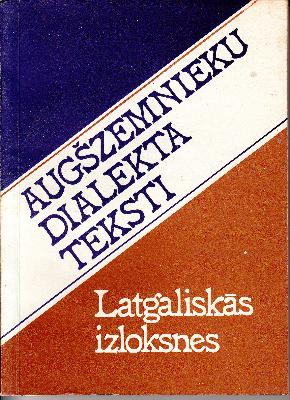 AUGŠZEMNIEKU
DIALEKTA
TEKSTI
Latgaliskās
izloksnes